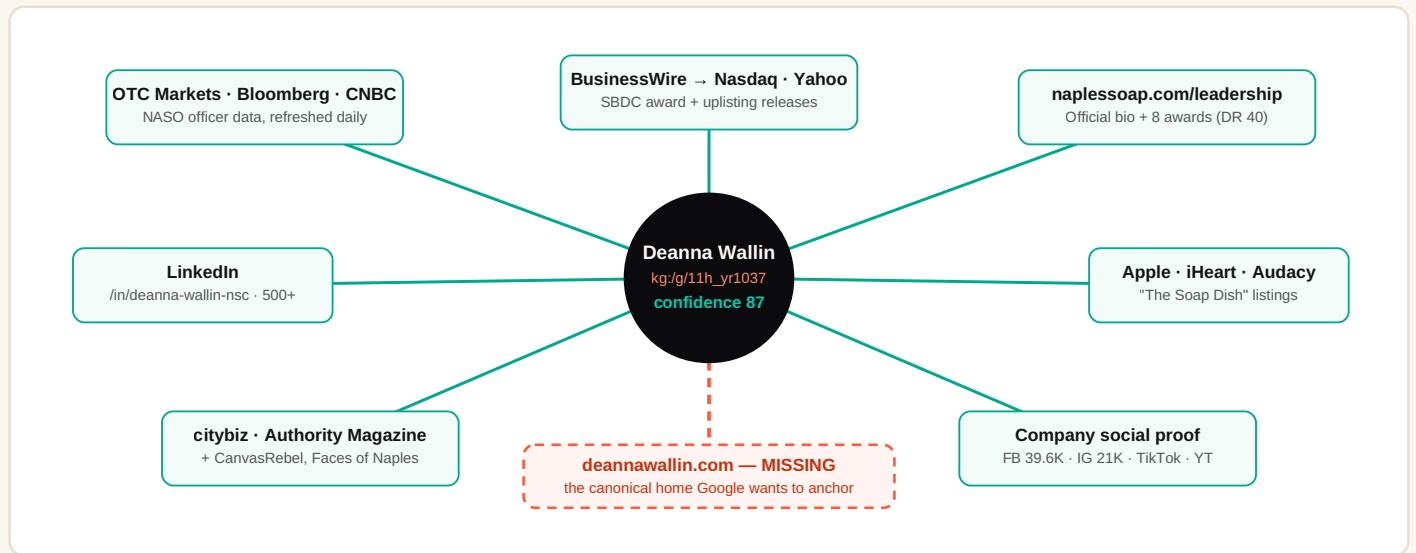 OTC Markets · Bloomberg · CNBC
NASO officer data, refreshed daily
BusinessWire → Nasdaq · Yahoo
SBDC award + uplisting releases
naplessoap.com/leadership
Official bio + 8 awards (DR 40)
LinkedIn
/in/deanna-wallin-nsc · 500+
Deanna Wallin
kg:/g/11h_yr1037
confidence 87
Apple · iHeart · Audacy
"The Soap Dish" listings
citybiz · Authority Magazine
+ CanvasRebel, Faces of Naples
deannawallin.com — MISSING
the canonical home Google wants to anchor
Company social proof
FB 39.6K · IG 21K · TikTok · YT